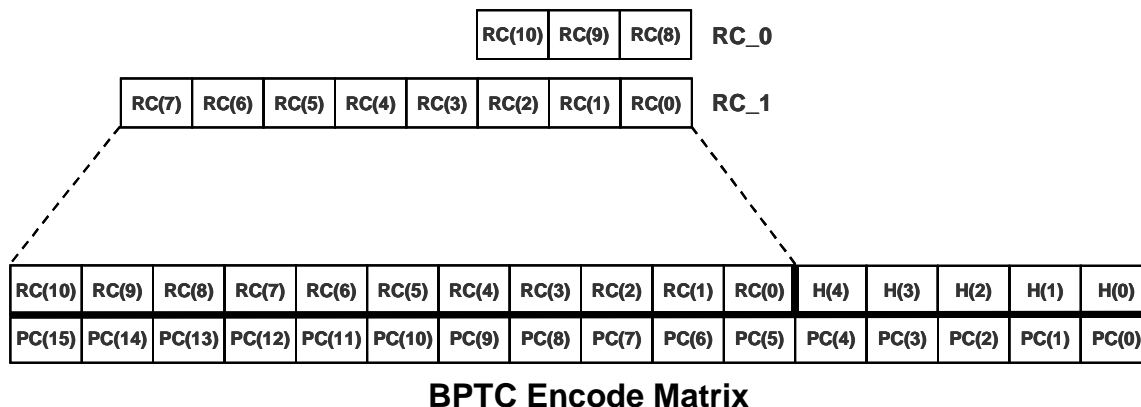 RC(10) RC(9) RC(8) RC_0
RC(7) RC(6) RC(5) RC(4) RC(3) RC(2) RC(1) RC(0) RC_1
RC(10) RC(9) RC(8) RC(7) RC(6) RC(5) RC(4) RC(3) RC(2) RC(1) RC(0) H(4) H(3) H(2) H(1) H(0)
PC(15) PC(14) PC(13) PC(12) PC(11) PC(10) PC(9) PC(8) PC(7) PC(6) PC(5) PC(4) PC(3) PC(2) PC(1) PC(0)
BPTC Encode Matrix